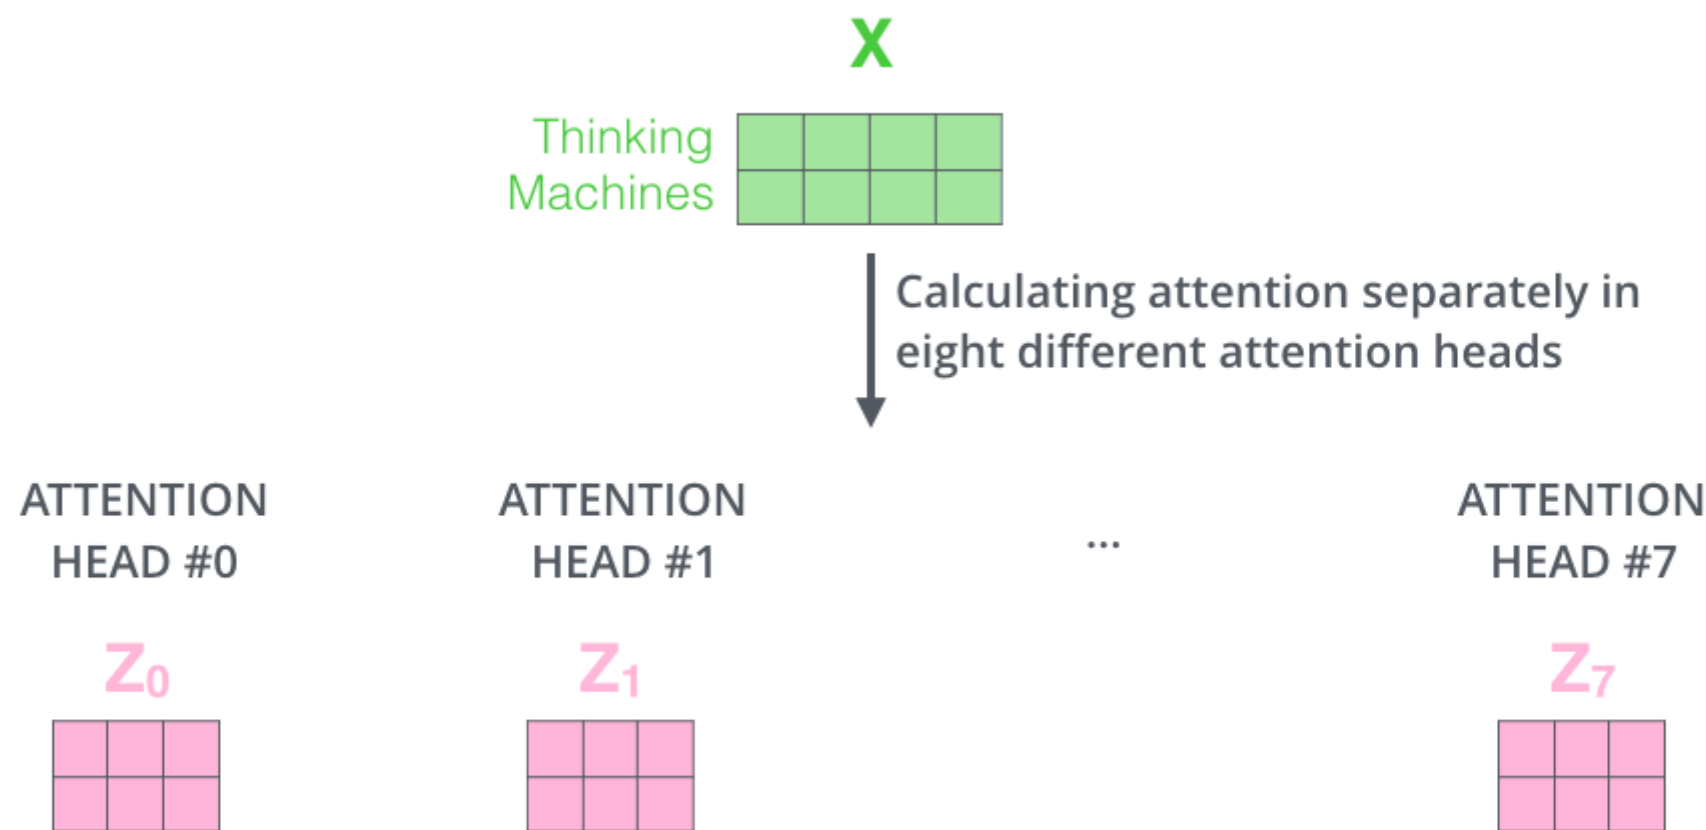 X
Thinking
Machines
Calculating attention separately in
eight different attention heads
ATTENTION
HEAD #0
ATTENTION
HEAD #1
...
ATTENTION
HEAD #7
Z0
Z1
Z7